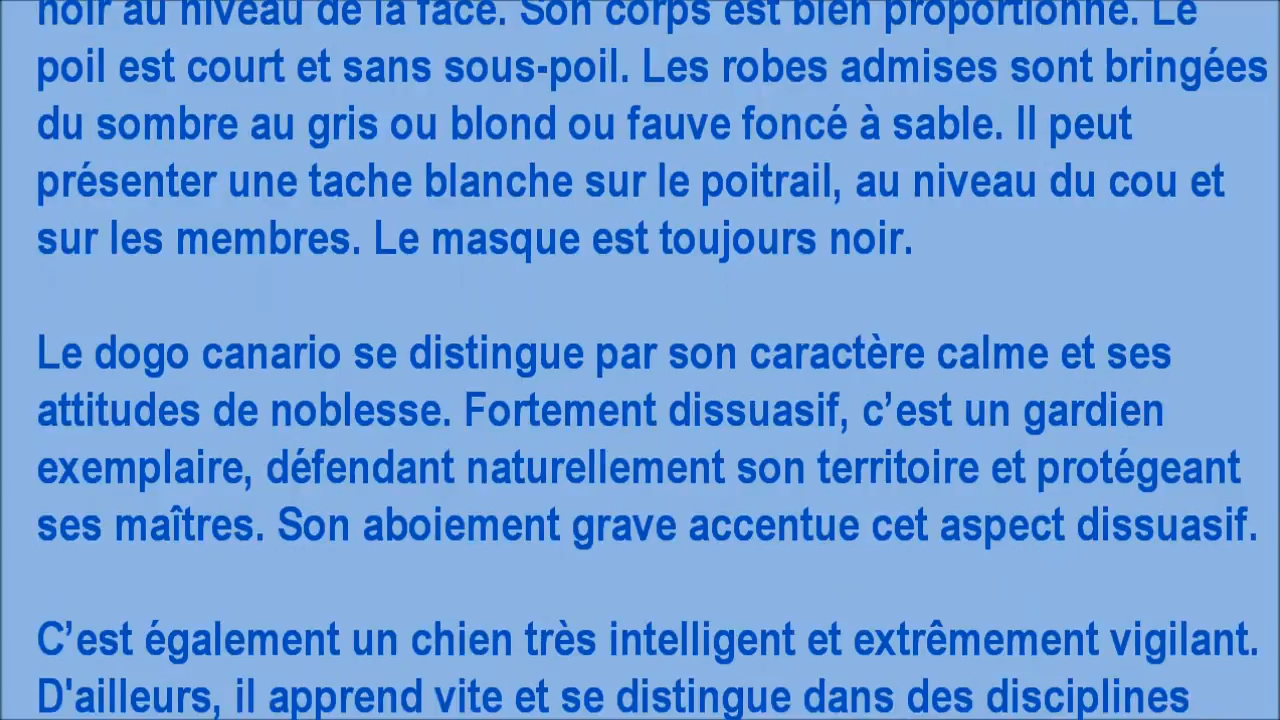 noir au niveau de la face. Son corps est bien proportionné. Le
poil est court et sans sous-poil. Les robes admises sont bringées
du sombre au gris ou blond ou fauve foncé à sable. Il peut
présenter une tache blanche sur le poitrail, au niveau du cou et
sur les membres. Le masque est toujours noir.
Le dogo canario se distingue par son caractère calme et ses
attitudes de noblesse. Fortement dissuasif, c’est un gardien
exemplaire, défendant naturellement son territoire et protégeant
ses maîtres. Son aboiement grave accentue cet aspect dissuasif.
C’est également un chien très intelligent et extrêmement vigilant.
D'ailleurs, il apprend vite et se distingue dans des disciplines